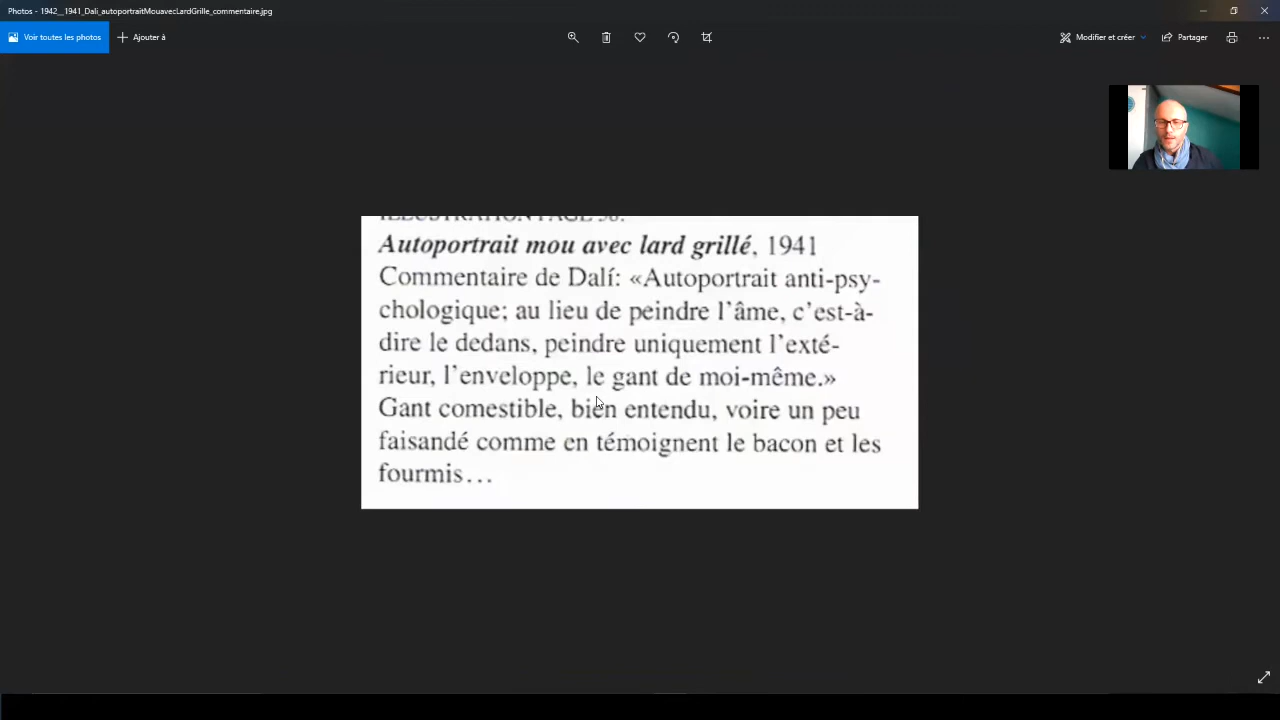 Photos - 1942__1941_Dali_autoportraitMouavecLardGrille_commentaire.jpg
Voir toutes les photos
Ajouter à
Modifier et créer
Partager
ILLUSTRATION PAGE 58:
Autoportrait mou avec lard grillé, 1941
Commentaire de Dalí: «Autoportrait anti-psy-
chologique; au lieu de peindre l'âme, c'est-à-
dire le dedans, peindre uniquement l'exté-
rieur, l'enveloppe, le gant de moi-même.»
Gant comestible, bien entendu, voire un peu
faisandé comme en témoignent le bacon et les
fourmis...